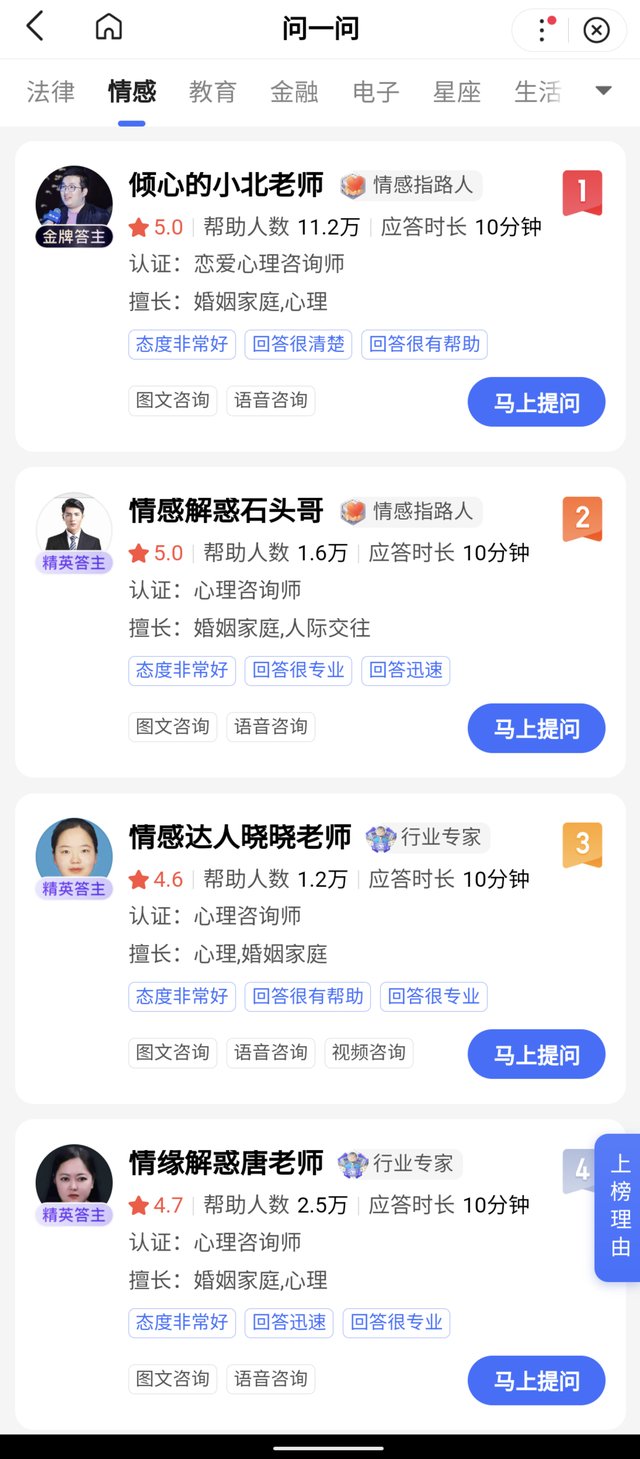 问一问
法律 情感 教育 金融 电子 星座 生活
倾心的小北老师 情感指路人 1
金牌答主
5.0 帮助人数 11.2万 应答时长 10分钟
认证：恋爱心理咨询师
擅长：婚姻家庭,心理
态度非常好 回答很清楚 回答很有帮助
图文咨询 语音咨询 马上提问
情感解惑石头哥 情感指路人 2
精英答主
5.0 帮助人数 1.6万 应答时长 10分钟
认证：心理咨询师
擅长：婚姻家庭,人际交往
态度非常好 回答很专业 回答迅速
图文咨询 语音咨询 马上提问
情感达人晓晓老师 行业专家 3
精英答主
4.6 帮助人数 1.2万 应答时长 10分钟
认证：心理咨询师
擅长：心理,婚姻家庭
态度非常好 回答很有帮助 回答很专业
图文咨询 语音咨询 视频咨询 马上提问
情缘解惑唐老师 行业专家 4
精英答主
4.7 帮助人数 2.5万 应答时长 10分钟
认证：心理咨询师
擅长：婚姻家庭,心理
态度非常好 回答迅速 回答很专业
图文咨询 语音咨询 马上提问
上榜理由